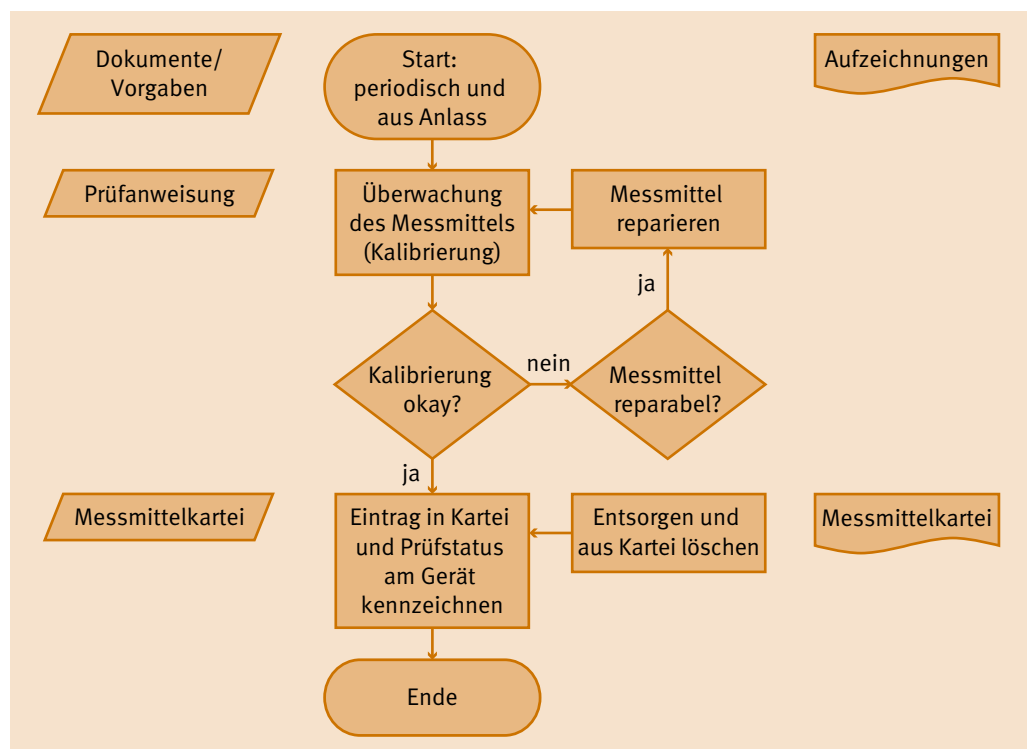 Dokumente/
Vorgaben
Start:
periodisch und
aus Anlass
Aufzeichnungen
Prüfanweisung
Überwachung
des Messmittels
(Kalibrierung)
Messmittel
reparieren
ja
Kalibrierung
okay?
nein
Messmittel
reparabel?
ja
Messmittelkartei
Eintrag in Kartei
und Prüfstatus
am Gerät
kennzeichnen
Entsorgen und
aus Kartei löschen
Messmittelkartei
Ende